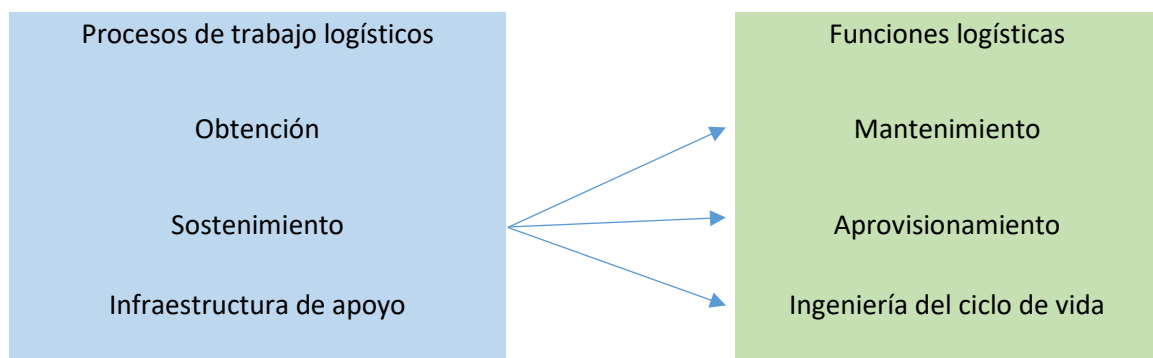 Procesos de trabajo logísticos
Obtención
Sostenimiento
Infraestructura de apoyo
Funciones logísticas
Mantenimiento
Aprovisionamiento
Ingeniería del ciclo de vida